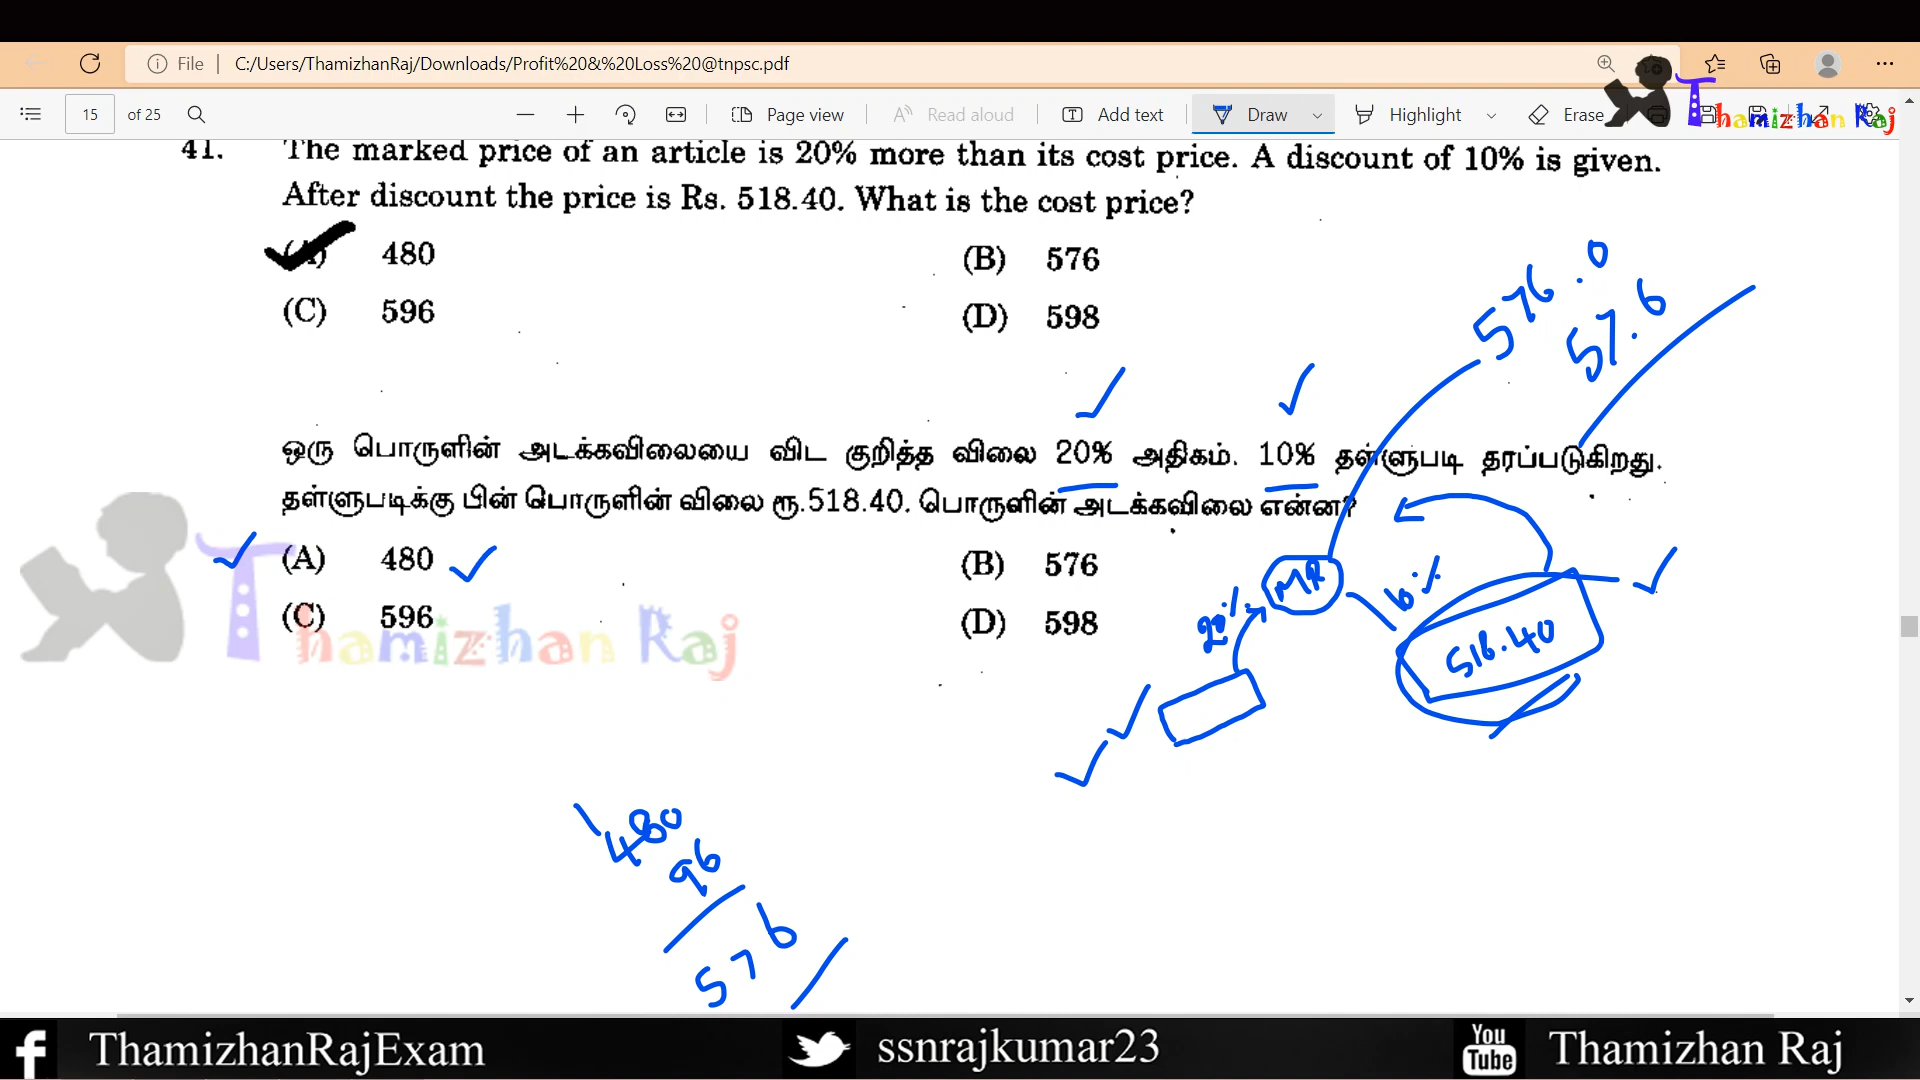 File C:/Users/ThamizhanRaj/Downloads/Profit%20&%20Loss%20@tnpsc.pdf
15 of 25 Page view Read aloud Add text Draw Highlight Erase
Thamizhan Raj
41. The marked price of an article is 20% more than its cost price. A discount of 10% is given.
After discount the price is Rs. 518.40. What is the cost price?
(A) 480 (B) 576
(C) 596 (D) 598
576.0
57.6
ஒரு பொருளின் அடக்கவிலையை விட குறித்த விலை 20% அதிகம். 10% தள்ளுபடி தரப்படுகிறது.
தள்ளுபடிக்கு பின் பொருளின் விலை ரூ.518.40. பொருளின் அடக்கவிலை என்ன?
(A) 480 (B) 576
(C) 596 (D) 598
Thamizhan Raj
20% 10%
518.40
480
96
576
ThamizhanRajExam ssnrajkumar23 You Tube Thamizhan Raj